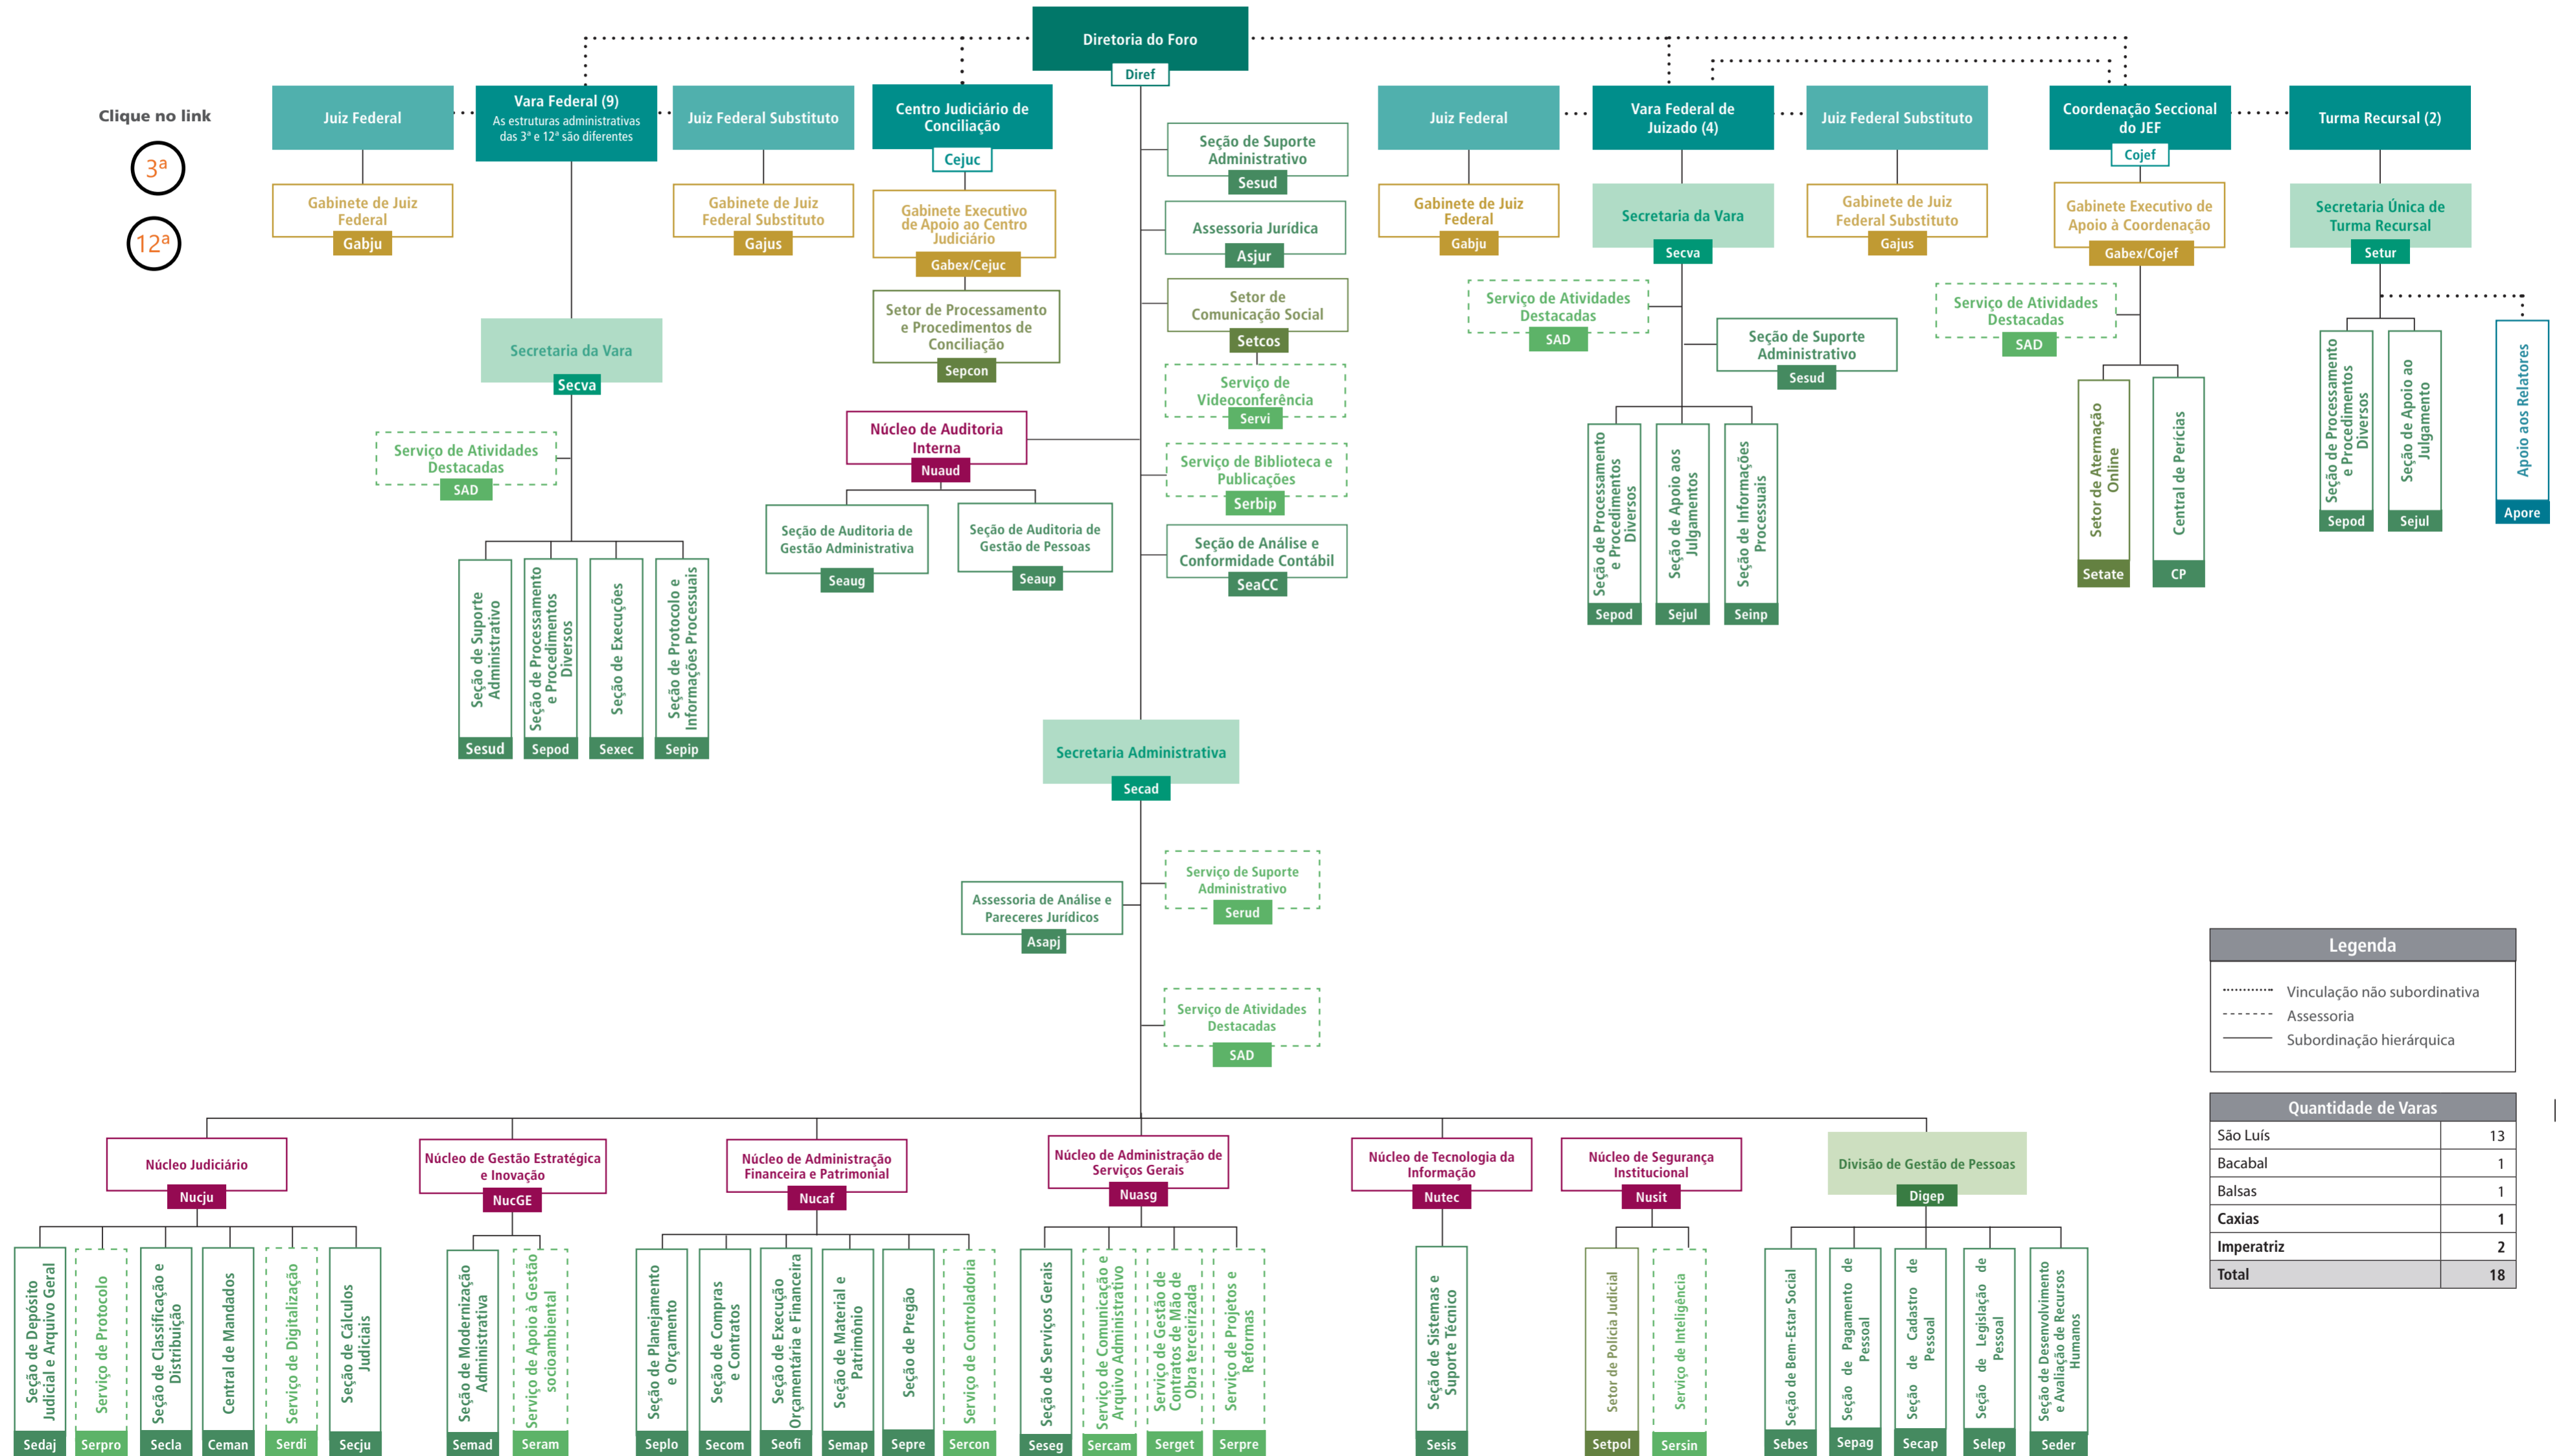 Diretoria do Foro
Diref
Clique no link
3ª
12ª
Juiz Federal
Gabinete de Juiz
Federal
Gabju
Vara Federal (9)
As estruturas administrativas
das 3ª e 12ª são diferentes
Juiz Federal Substituto
Gabinete de Juiz
Federal Substituto
Gajus
Secretaria da Vara
Secva
Serviço de Atividades
Destacadas
SAD
Seção de Suporte
Administrativo
Sesud
Seção de Processamento
e Procedimentos
Diversos
Sepod
Seção de Execuções
Sexec
Seção de Protocolo e
Informações Processuais
Sepip
Centro Judiciário de
Conciliação
Cejuc
Gabinete Executivo
de Apoio ao Centro
Judiciário
Gabex/Cejuc
Setor de Processamento
e Procedimentos de
Conciliação
Sepcon
Núcleo de Auditoria
Interna
Nuaud
Seção de Auditoria de
Gestão Administrativa
Seaug
Seção de Auditoria de
Gestão de Pessoas
Seaup
Seção de Suporte
Administrativo
Sesud
Assessoria Jurídica
Asjur
Setor de
Comunicação Social
Setcos
Serviço de
Videoconferência
Servi
Serviço de Biblioteca e
Publicações
Serbip
Seção de Análise e
Conformidade Contábil
SeaCC
Juiz Federal
Gabinete de Juiz
Federal
Gabju
Vara Federal de
Juizado (4)
Secretaria da Vara
Secva
Juiz Federal Substituto
Gabinete de Juiz
Federal Substituto
Gajus
Serviço de Atividades
Destacadas
SAD
Seção de Suporte
Administrativo
Sesud
Seção de Processamento
e Procedimentos
Diversos
Sepod
Seção de Apoio aos
Julgamentos
Sejul
Seção de Informações
Processuais
Seinp
Coordenação Seccional
do JEF
Cojef
Gabinete Executivo de
Apoio à Coordenação
Gabex/Cojef
Serviço de Atividades
Destacadas
SAD
Setor de Atermação
Online
Setate
Central de Perícias
CP
Turma Recursal (2)
Secretaria Única de
Turma Recursal
Setur
Seção de Processamento
e Procedimentos
Diversos
Sepod
Seção de Apoio ao
Julgamento
Sejul
Apoio aos Relatores
Apore
Secretaria Administrativa
Secad
Serviço de Suporte
Administrativo
Serud
Assessoria de Análise e
Pareceres Jurídicos
Asapj
Serviço de Atividades
Destacadas
SAD
Legenda
Vinculação não subordinativa
Assessoria
Subordinação hierárquica
Quantidade de Varas
São Luís 13
Bacabal 1
Balsas 1
Caxias 1
Imperatriz 2
Total 18
Núcleo Judiciário
Nucju
Seção de Depósito
Judicial e Arquivo Geral
Sedaj
Serviço de Protocolo
Serpro
Seção de Classificação e
Distribuição
Secla
Central de Mandados
Ceman
Serviço de Digitalização
Serdi
Seção de Cálculos
Judiciais
Secju
Núcleo de Gestão Estratégica
e Inovação
NucGE
Seção de Modernização
Administrativa
Semad
Serviço de Apoio à Gestão
socioambiental
Seram
Núcleo de Administração
Financeira e Patrimonial
Nucaf
Seção de Planejamento
e Orçamento
Seplo
Seção de Compras
e Contratos
Secom
Seção de Execução
Orçamentária e Financeira
Seofi
Seção de Material e
Patrimônio
Semap
Seção de Pregão
Sepre
Serviço de Controladoria
Sercon
Núcleo de Administração de
Serviços Gerais
Nuasg
Seção de Serviços Gerais
Seseg
Serviço de Comunicação e
Arquivo Administrativo
Sercam
Serviço de Gestão de
Contratos de Mão de
Obra terceirizada
Serget
Serviço de Projetos e
Reformas
Serpre
Núcleo de Tecnologia da
Informação
Nutec
Seção de Sistemas e
Suporte Técnico
Sesis
Núcleo de Segurança
Institucional
Nusit
Setor de Polícia Judicial
Setpol
Serviço de Inteligência
Sersin
Divisão de Gestão de Pessoas
Digep
Seção de Bem-Estar Social
Sebes
Seção de Pagamento de
Pessoal
Sepag
Seção de Cadastro de
Pessoal
Secap
Seção de Legislação de
Pessoal
Selep
Seção de Desenvolvimento
e Avaliação de Recursos
Humanos
Seder